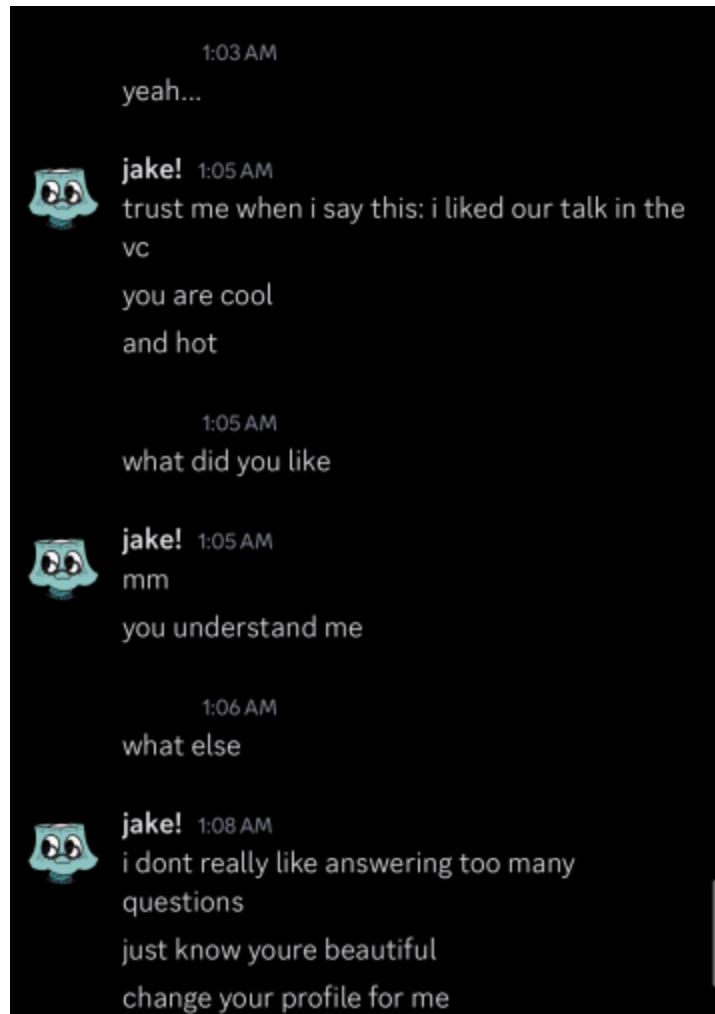 1:03 AM
yeah...
jake! 1:05 AM
trust me when i say this: i liked our talk in the
vc
you are cool
and hot
1:05 AM
what did you like
jake! 1:05 AM
mm
you understand me
1:06 AM
what else
jake! 1:08 AM
i dont really like answering too many
questions
just know youre beautiful
change your profile for me